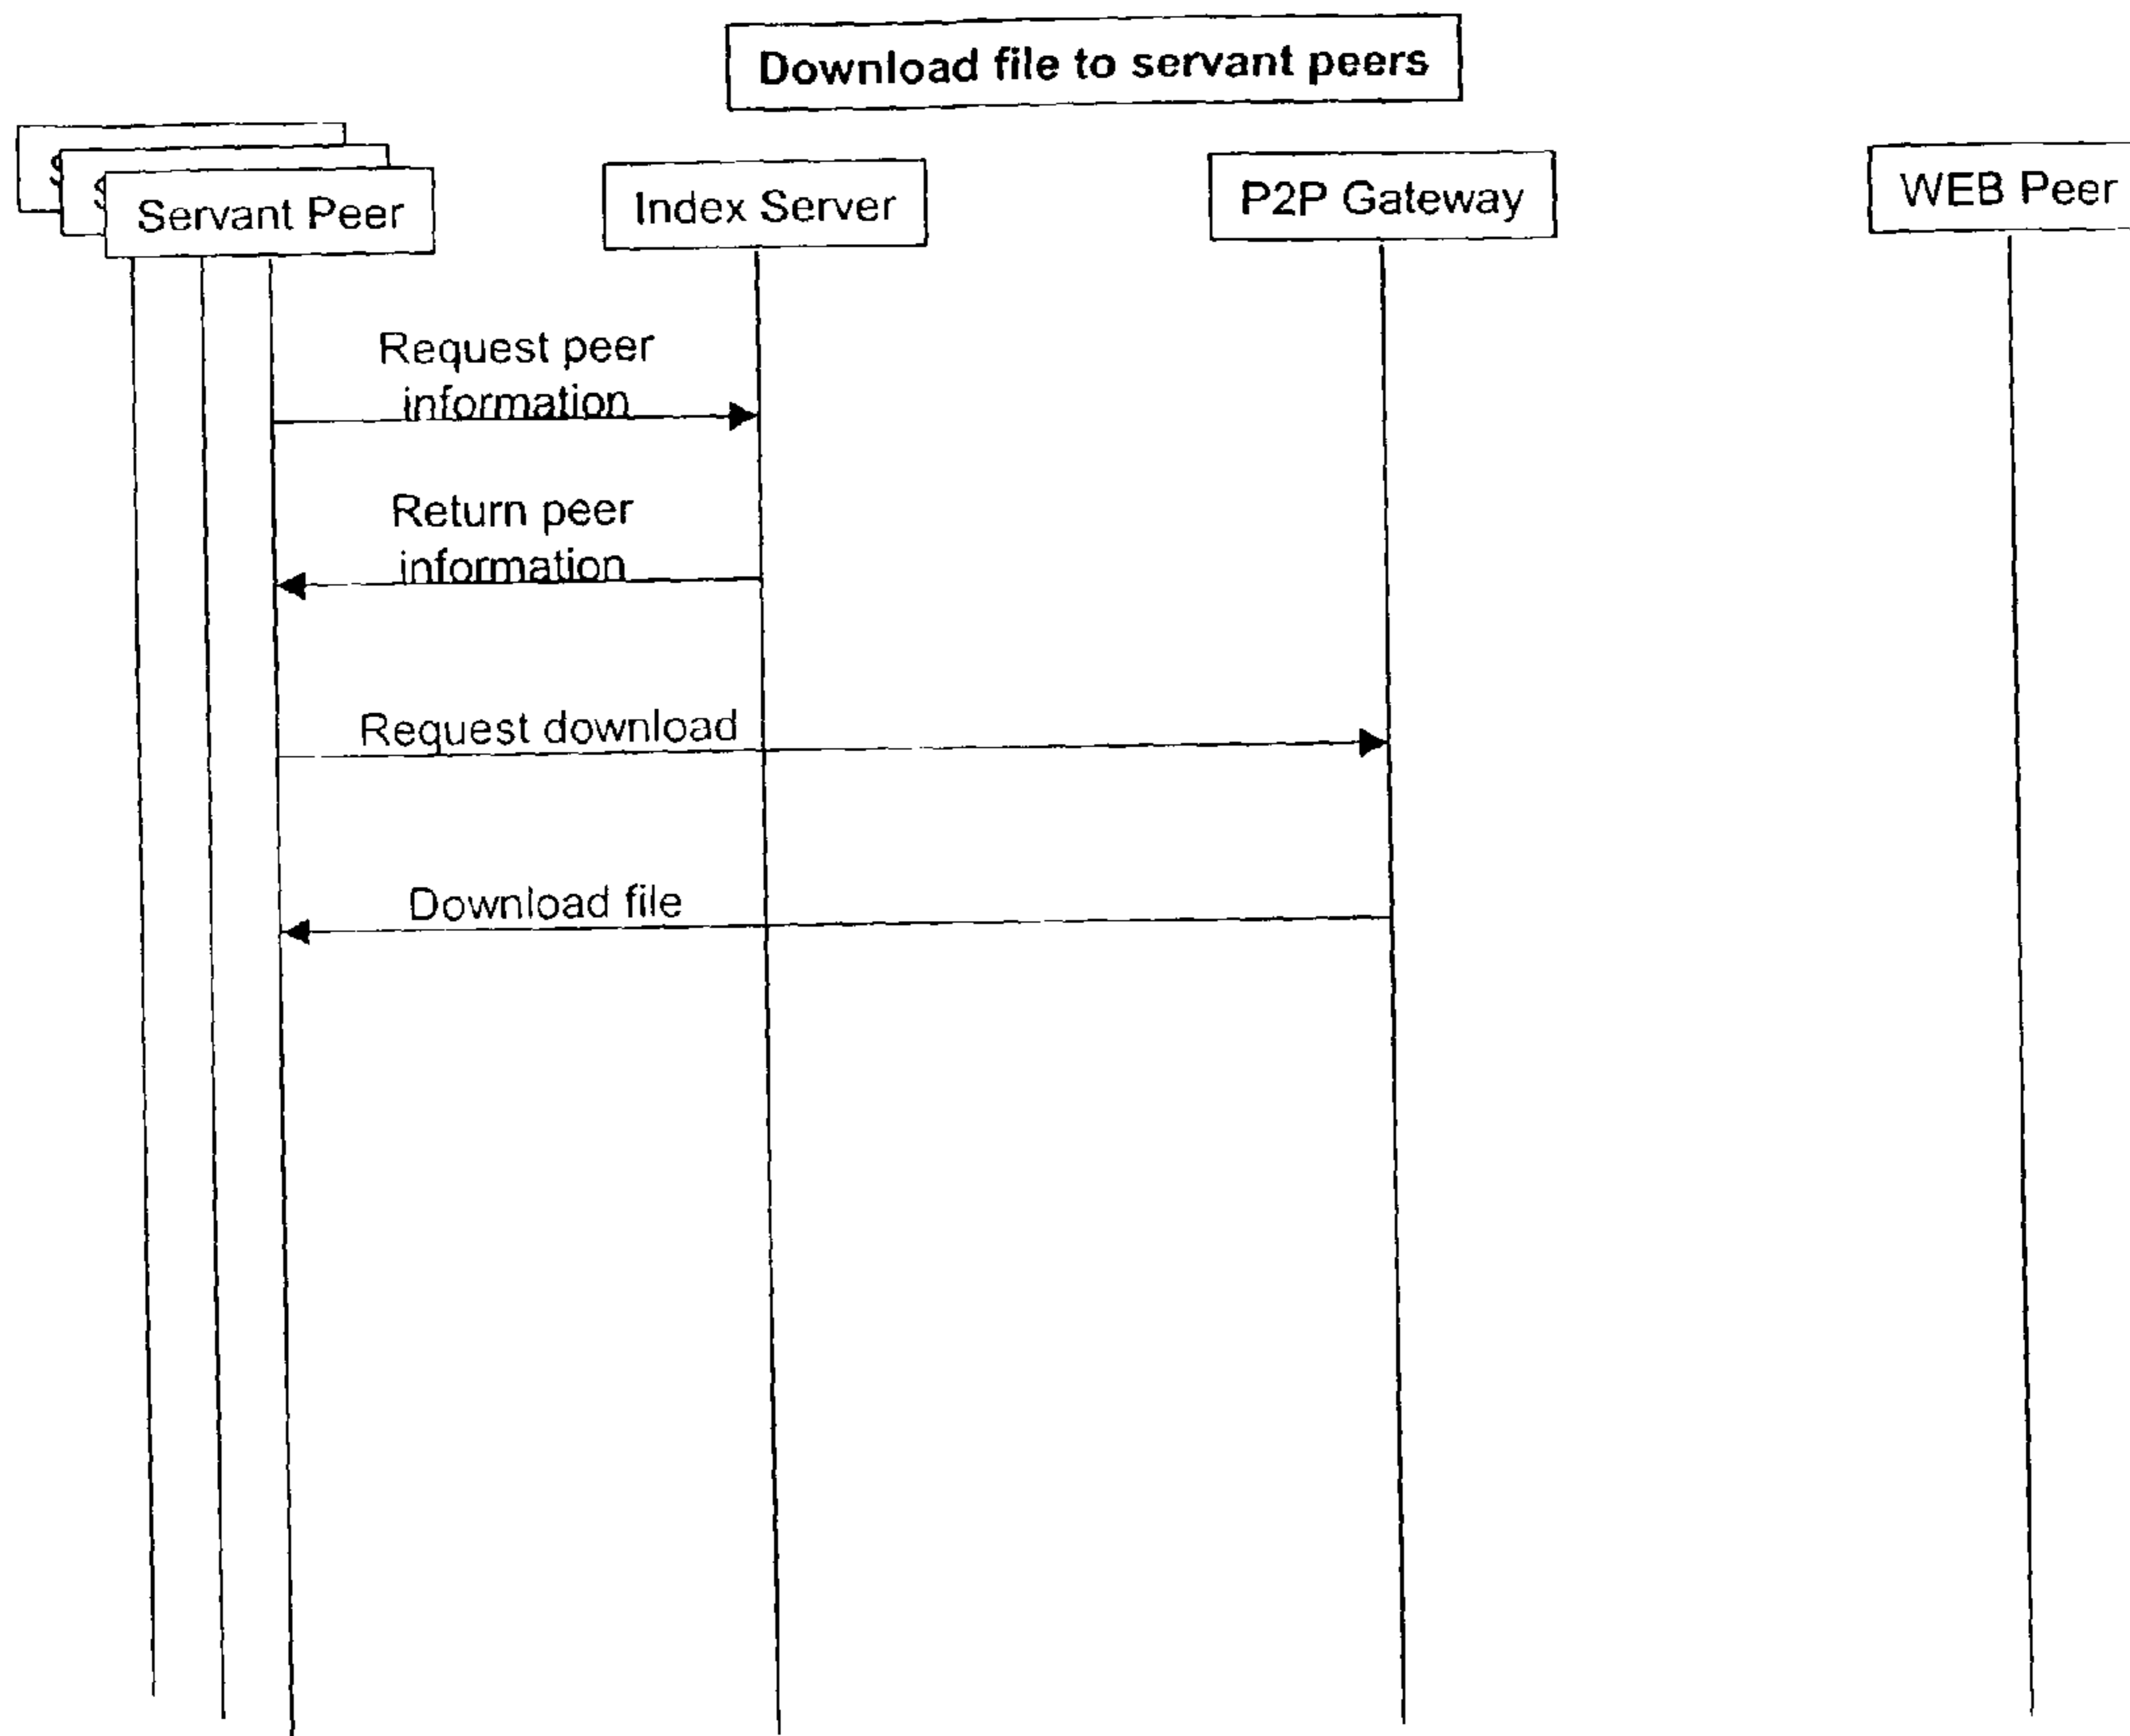 Download file to servant peers
S
S
Servant Peer
Index Server
P2P Gateway
WEB Peer
Request peer
information
Return peer
information
Request download
Download file